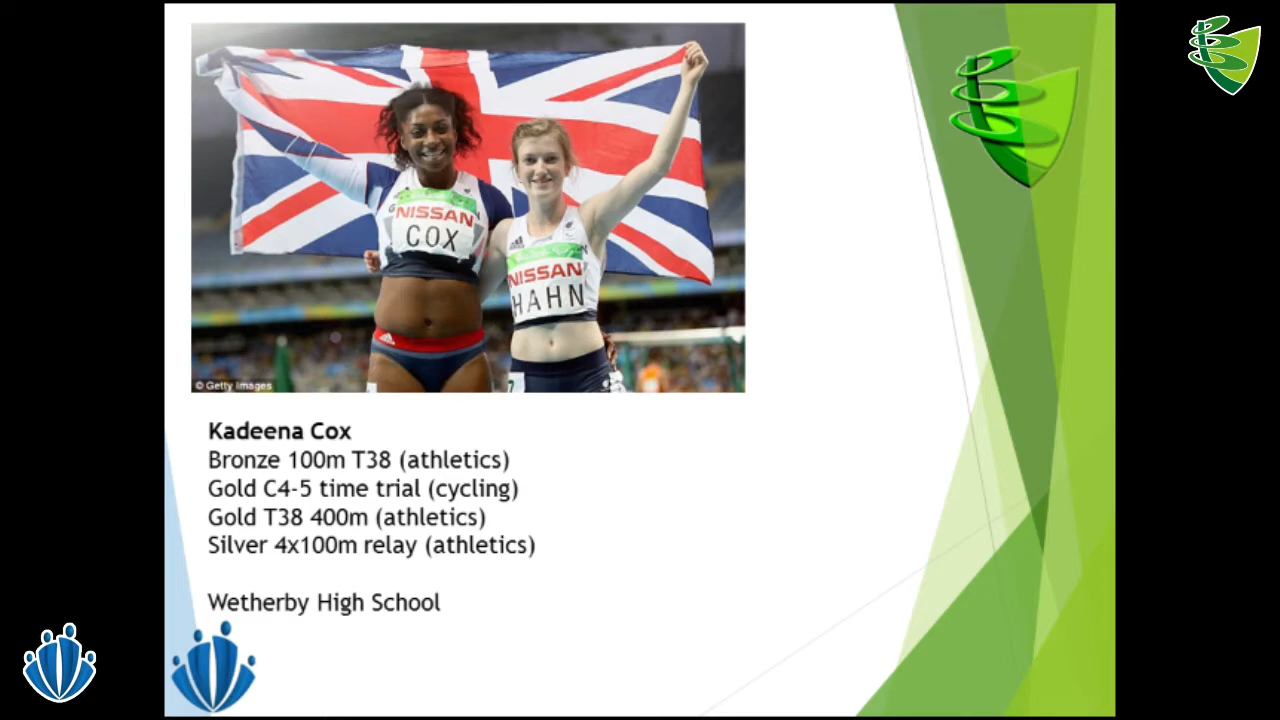 NISSAN
COX
NISSAN
HAHN
7
© Getty Images
Kadeena Cox
Bronze 100m T38 (athletics)
Gold C4-5 time trial (cycling)
Gold T38 400m (athletics)
Silver 4x100m relay (athletics)
Wetherby High School